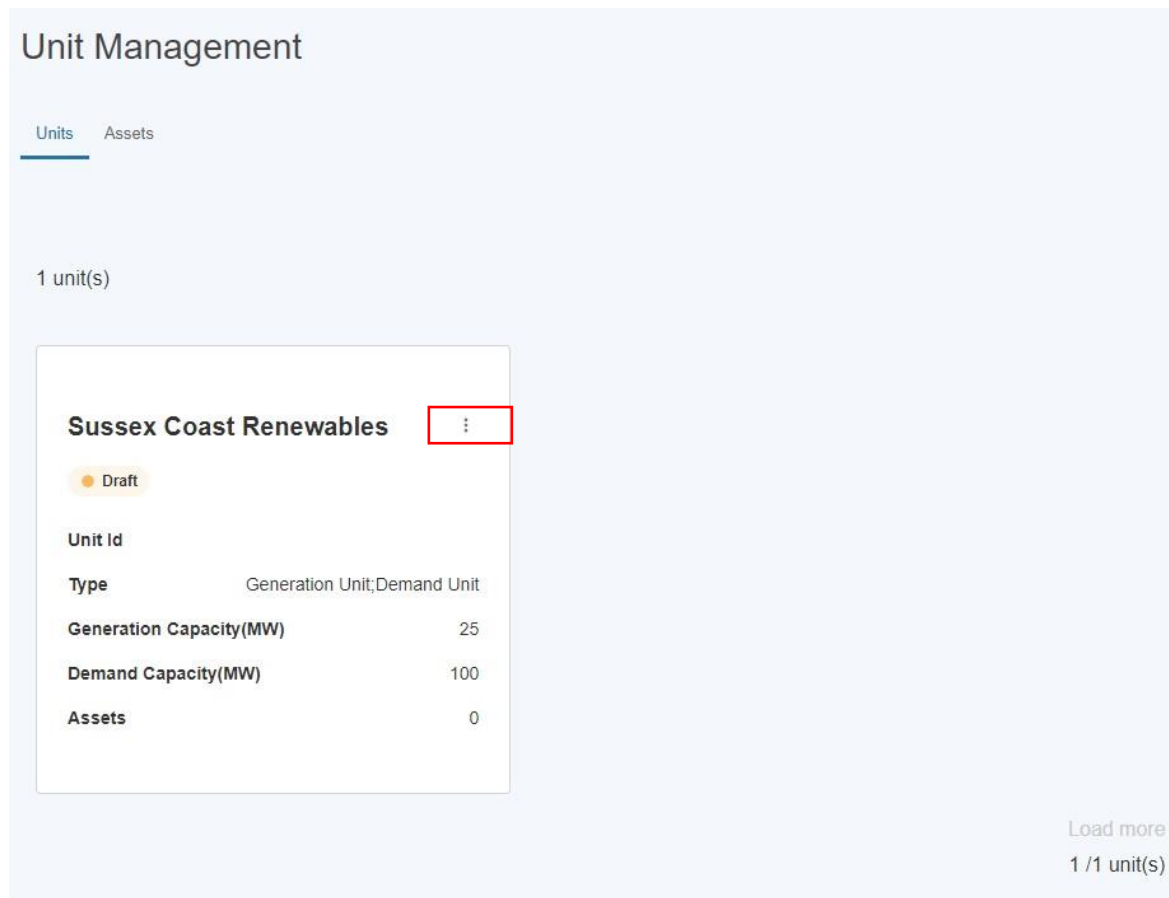 Unit Management
Units Assets
1 unit(s)
Sussex Coast Renewables
Draft
Unit Id
Type Generation Unit;Demand Unit
Generation Capacity(MW) 25
Demand Capacity(MW) 100
Assets 0
Load more
1 /1 unit(s)